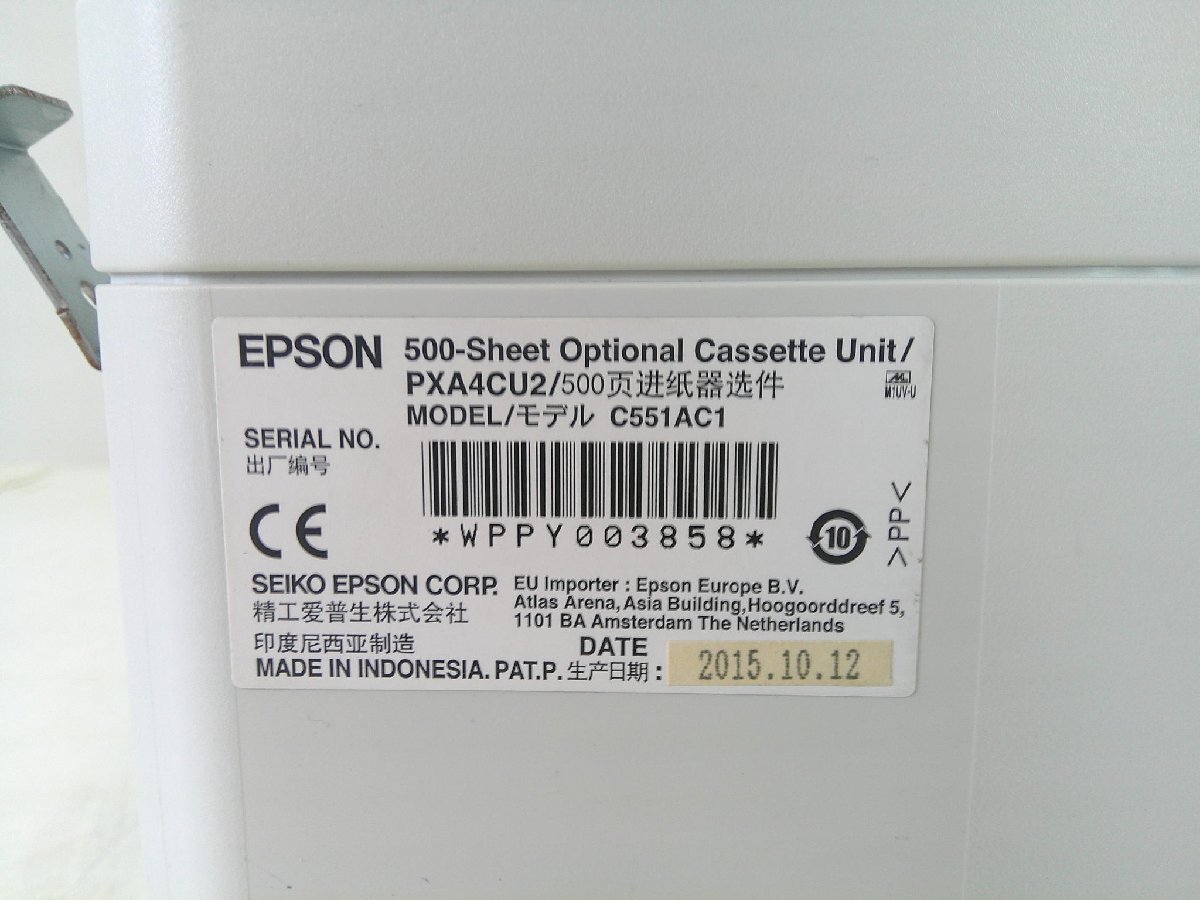 EPSON 500-Sheet Optional Cassette Unit/
PXA4CU2/500页进纸器选件
MODEL/モデル C551AC1
M1UV-U
SERIAL NO.
出厂编号
*WPPY003858*
CE
10
>PP<
SEIKO EPSON CORP.
精工爱普生株式会社
EU Importer : Epson Europe B.V.
Atlas Arena, Asia Building, Hoogoorddreef 5,
1101 BA Amsterdam The Netherlands
印度尼西亚制造
MADE IN INDONESIA. PAT.P.
DATE
生产日期 : 2015.10.12